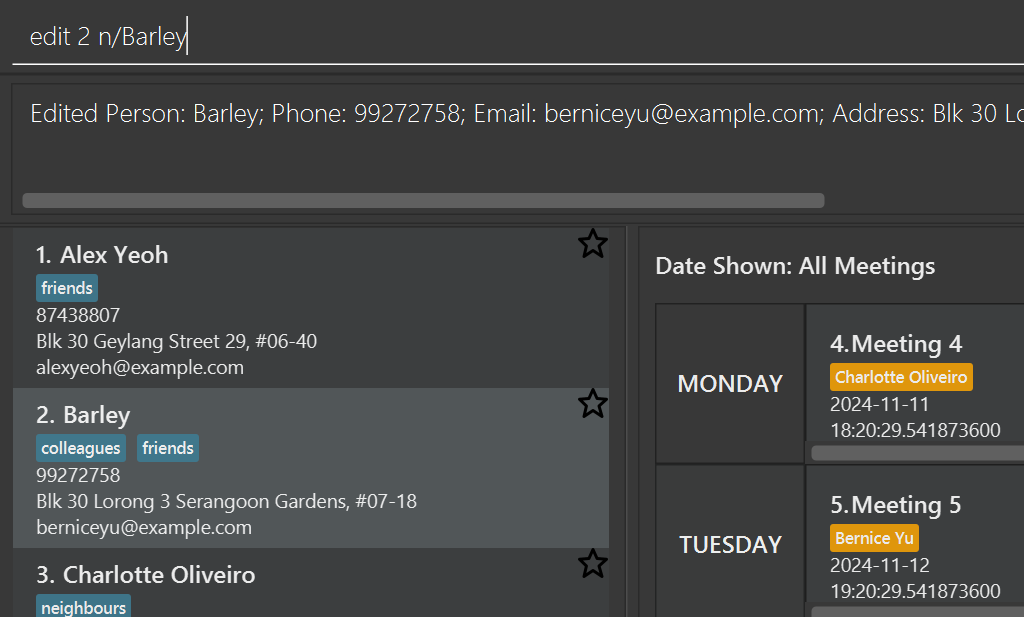 edit 2 n/Barley
Edited Person: Barley; Phone: 99272758; Email: berniceyu@example.com; Address: Blk 30 Lo
1. Alex Yeoh
friends
87438807
Blk 30 Geylang Street 29, #06-40
alexyeoh@example.com
2. Barley
colleagues friends
99272758
Blk 30 Lorong 3 Serangoon Gardens, #07-18
berniceyu@example.com
3. Charlotte Oliveiro
neighbours
Date Shown: All Meetings
MONDAY
4.Meeting 4
Charlotte Oliveiro
2024-11-11
18:20:29.541873600
TUESDAY
5.Meeting 5
Bernice Yu
2024-11-12
19:20:29.541873600